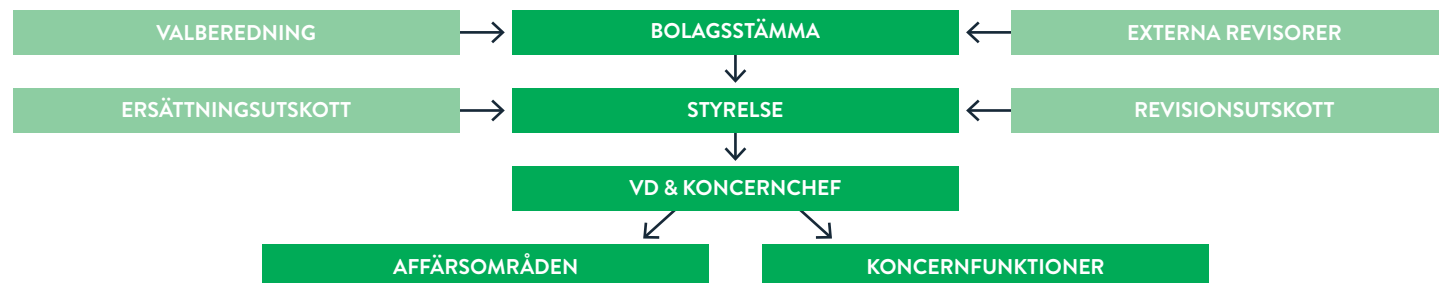 VALBEREDNING
BOLAGSSTÄMMA
EXTERNA REVISORER
ERSÄTTNINGSUTSKOTT
STYRELSE
REVISIONSUTSKOTT
VD & KONCERNCHEF
AFFÄRSOMRÅDEN
KONCERNFUNKTIONER